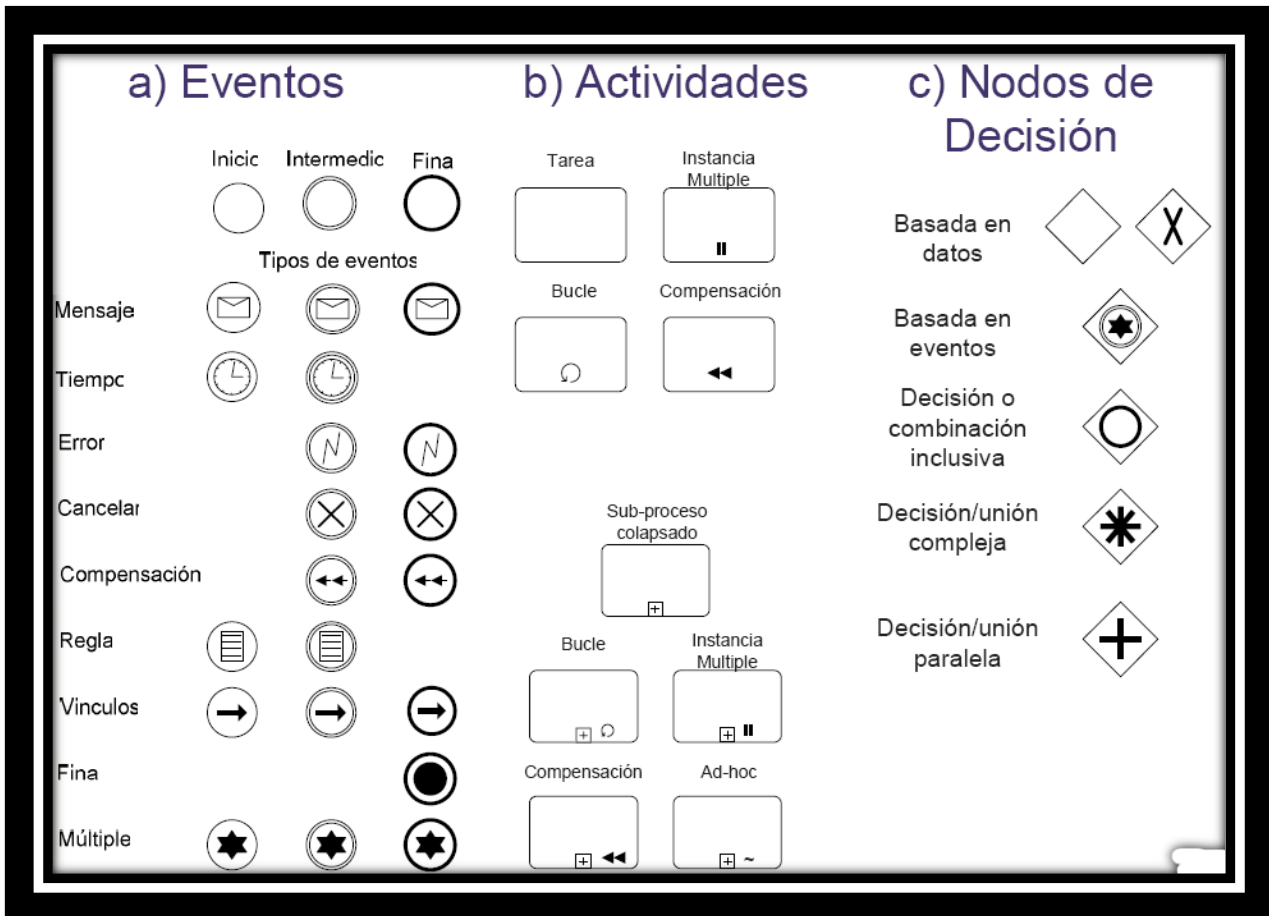 a) Eventos
Inicic Intermedic Fina
Tipos de eventos
Mensaje
Tiempc
Error
Cancelar
Compensación
Regla
Vinculos
Fina
Múltiple
b) Actividades
Tarea
Instancia
Multiple
Bucle
Compensación
Sub-proceso
colapsado
Bucle
Instancia
Multiple
Compensación
Ad-hoc
c) Nodos de
Decisión
Basada en
datos
Basada en
eventos
Decisión o
combinación
inclusiva
Decisión/unión
compleja
Decisión/unión
paralela